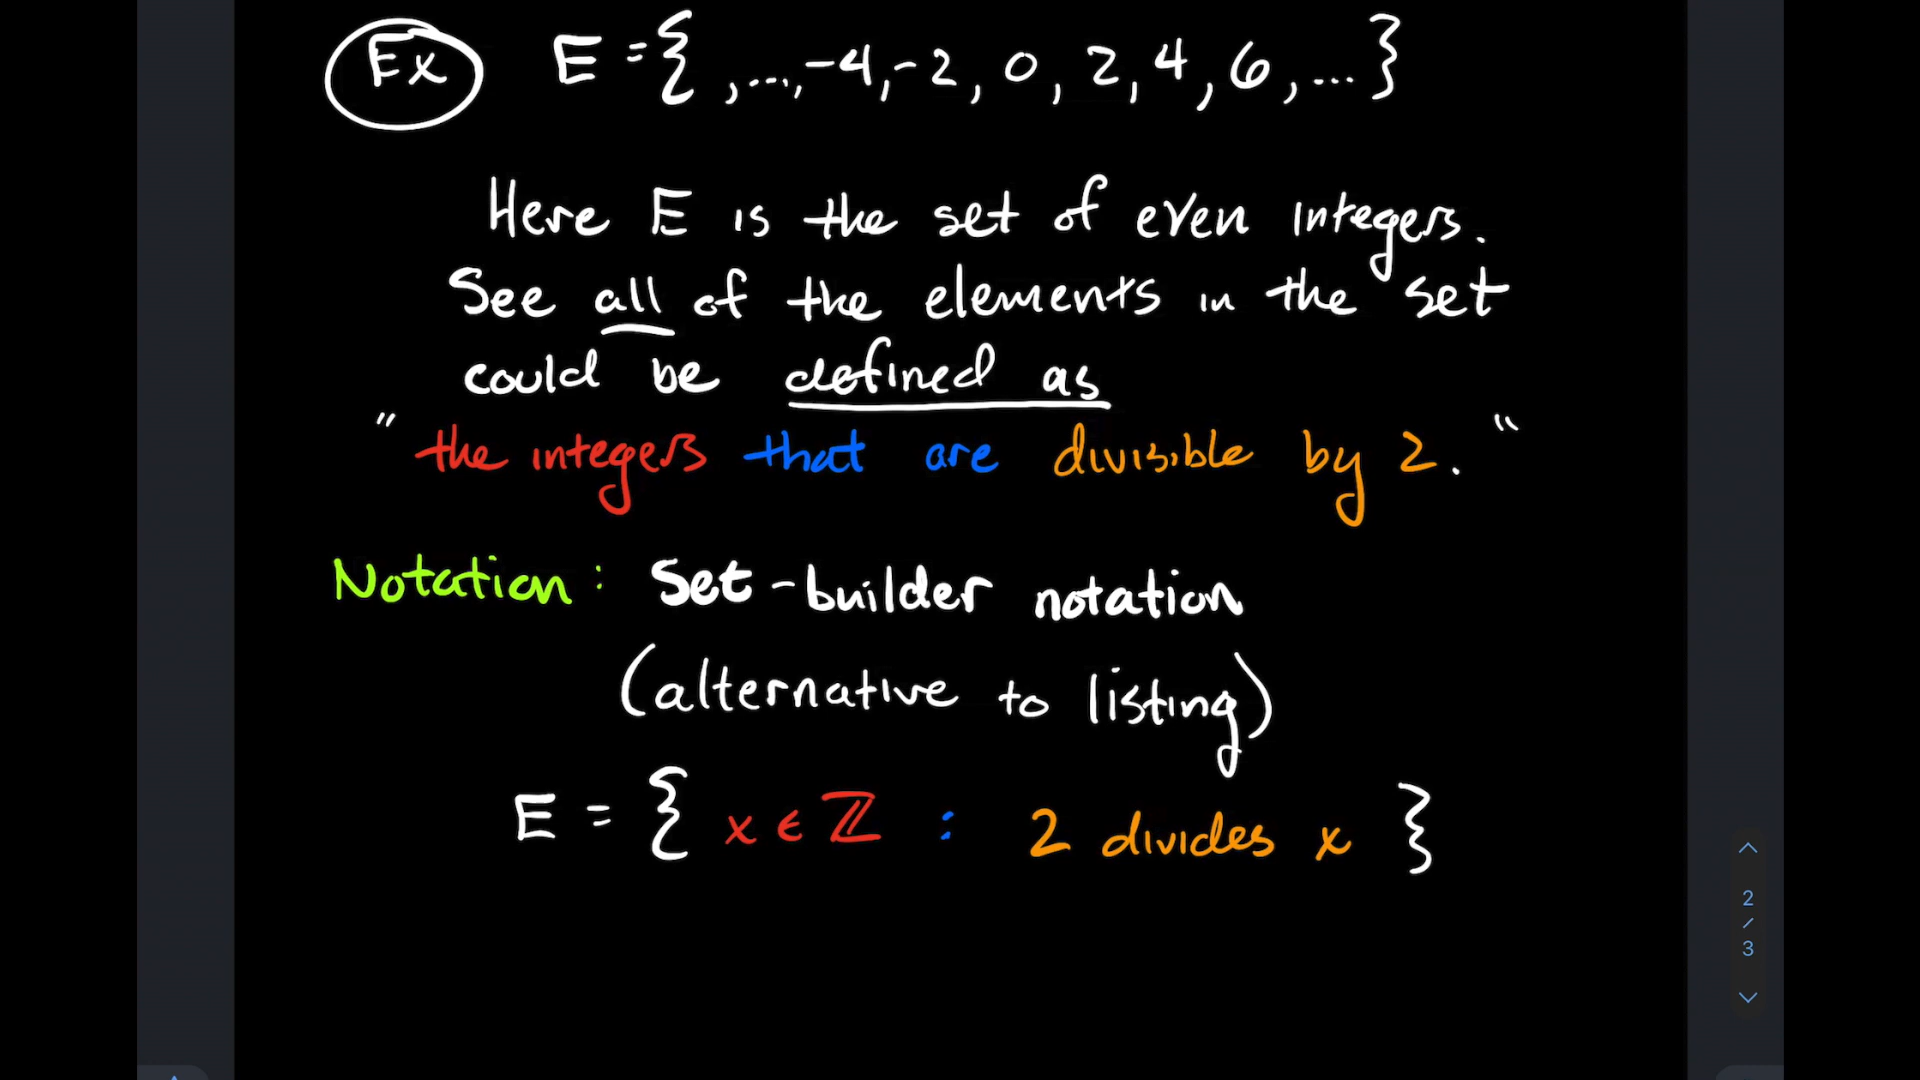 Ex E = { , ..., -4, -2, 0, 2, 4, 6, ... }
Here E is the set of even integers.
See all of the elements in the set
could be defined as
" the integers that are divisible by 2. "
Notation: Set-builder notation
(alternative to listing)
E = { x ∈ ℤ : 2 divides x }
2
/
3